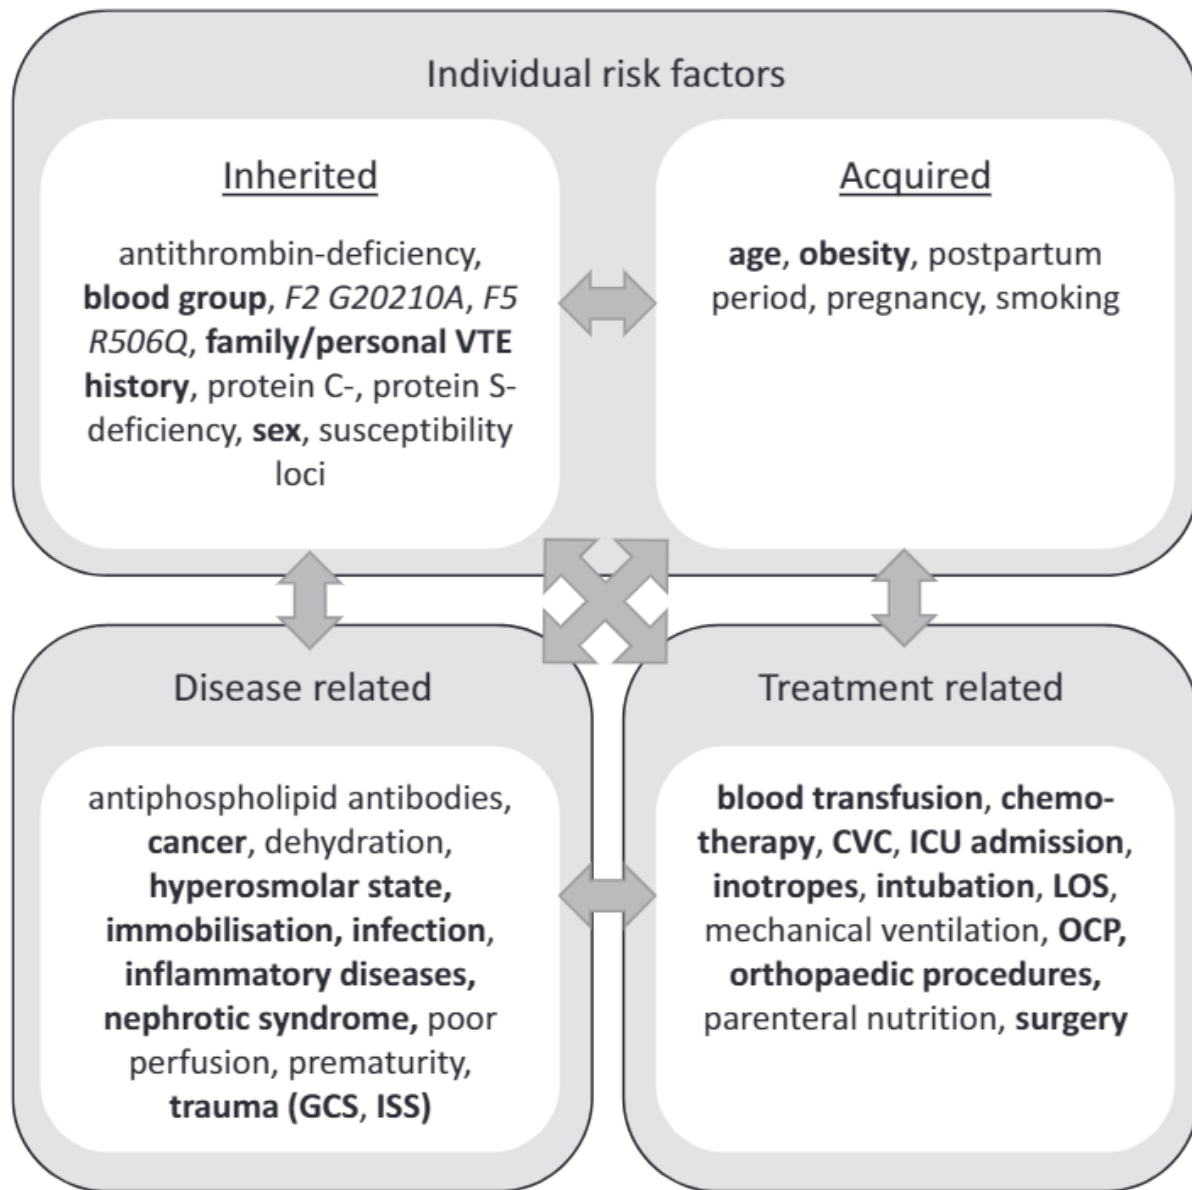 Individual risk factors
Inherited
antithrombin-deficiency,
blood group, F2 G20210A, F5
R506Q, family/personal VTE
history, protein C-, protein S-
deficiency, sex, susceptibility
loci
Acquired
age, obesity, postpartum
period, pregnancy, smoking
Disease related
antiphospholipid antibodies,
cancer, dehydration,
hyperosmolar state,
immobilisation, infection,
inflammatory diseases,
nephrotic syndrome, poor
perfusion, prematurity,
trauma (GCS, ISS)
Treatment related
blood transfusion, chemo-
therapy, CVC, ICU admission,
inotropes, intubation, LOS,
mechanical ventilation, OCP,
orthopaedic procedures,
parenteral nutrition, surgery